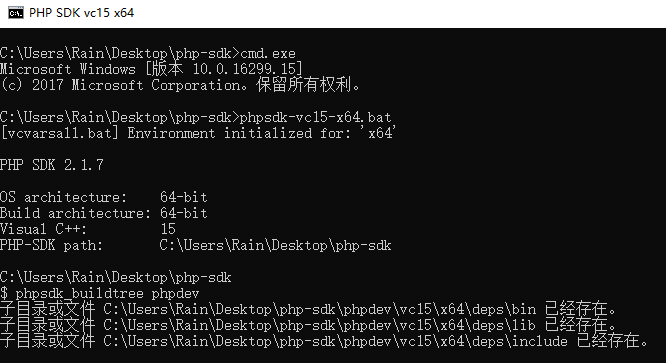 PHP SDK vc15 x64
C:\Users\Rain\Desktop\php-sdk>cmd.exe
Microsoft Windows [版本 10.0.16299.15]
(c) 2017 Microsoft Corporation。保留所有权利。
C:\Users\Rain\Desktop\php-sdk>phpsdk-vc15-x64.bat
[vcvarsall.bat] Environment initialized for: 'x64'
PHP SDK 2.1.7
OS architecture:    64-bit
Build architecture: 64-bit
Visual C++:         15
PHP-SDK path:       C:\Users\Rain\Desktop\php-sdk
C:\Users\Rain\Desktop\php-sdk
$ phpsdk_buildtree phpdev
子目录或文件 C:\Users\Rain\Desktop\php-sdk\phpdev\vc15\x64\deps\bin 已经存在。
子目录或文件 C:\Users\Rain\Desktop\php-sdk\phpdev\vc15\x64\deps\lib 已经存在。
子目录或文件 C:\Users\Rain\Desktop\php-sdk\phpdev\vc15\x64\deps\include 已经存在。